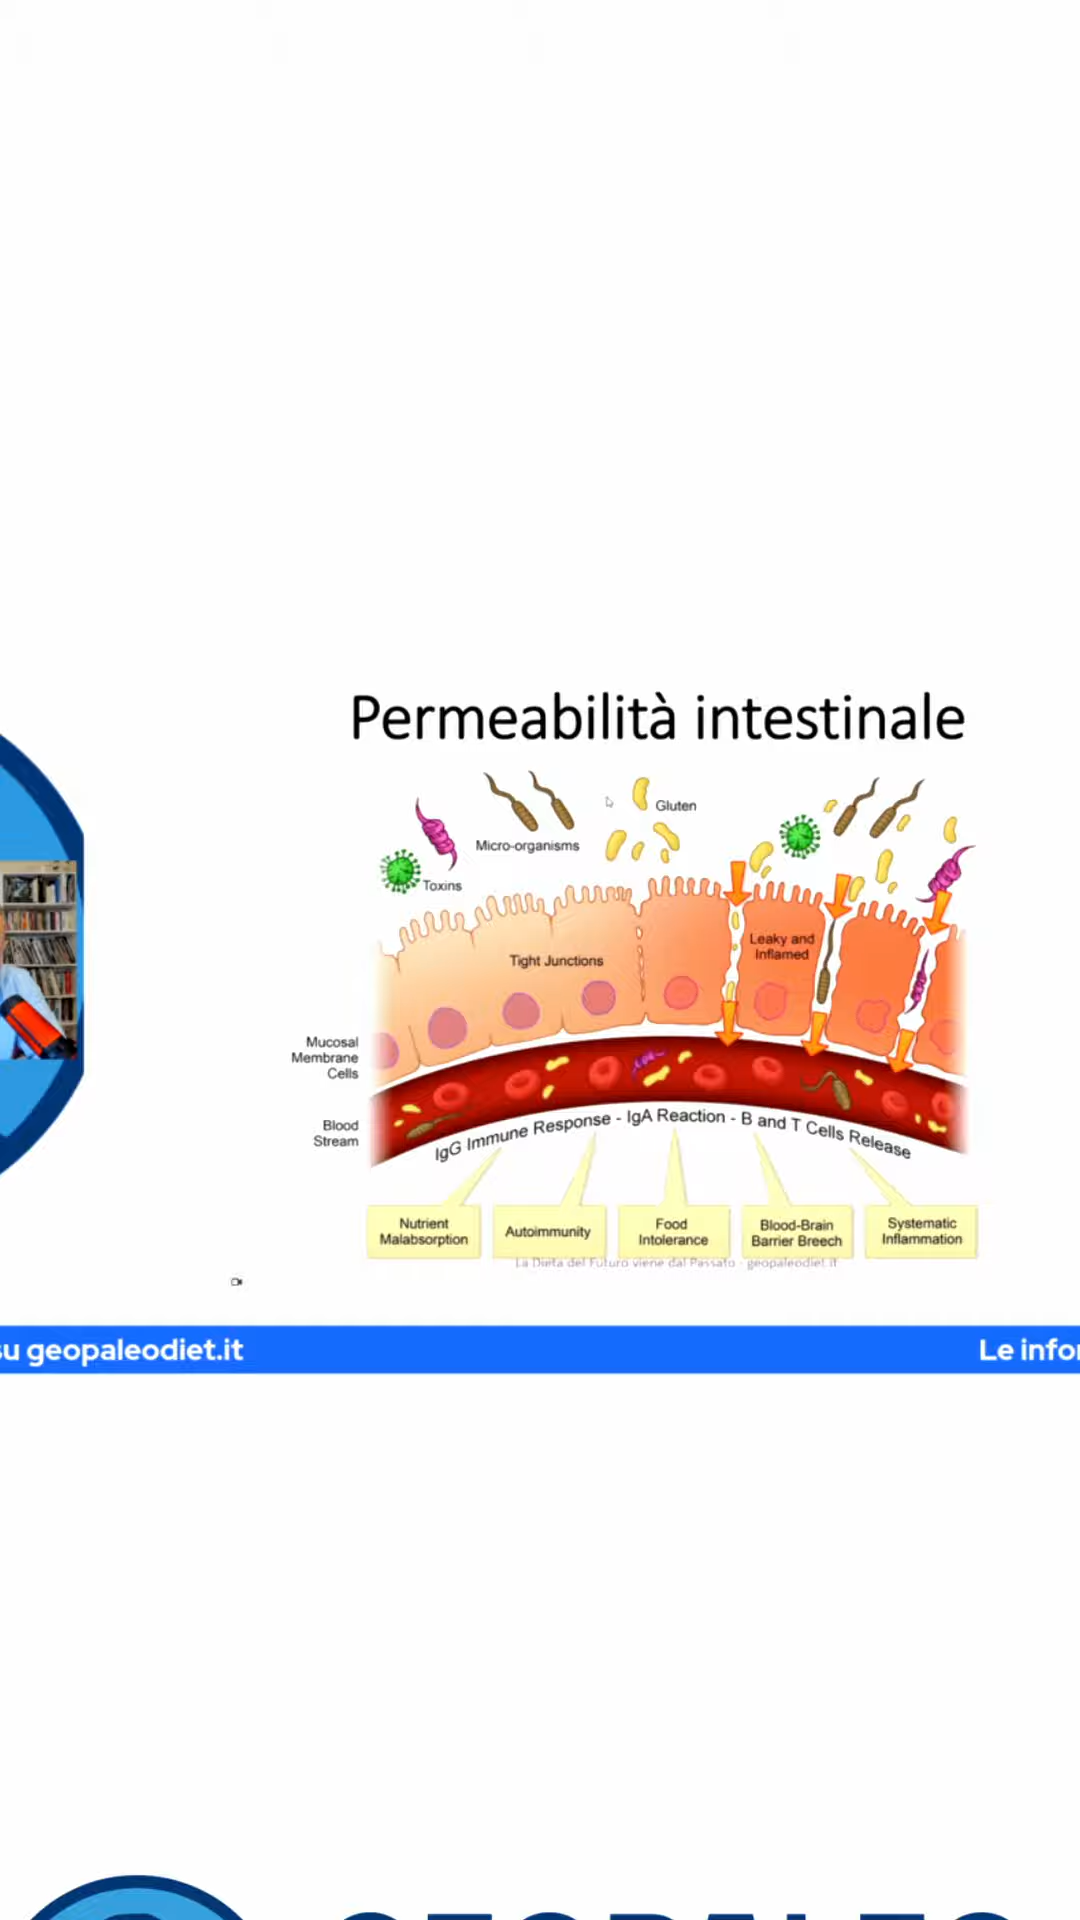 Permeabilità intestinale
Gluten
Micro-organisms
Toxins
Leaky and
Inflamed
Tight Junctions
Mucosal
Membrane
Cells
Blood
Stream
IgG Immune Response - IgA Reaction - B and T Cells Release
Nutrient
Malabsorption
Autoimmunity
Food
Intolerance
Blood-Brain
Barrier Breech
Systematic
Inflammation
La Dieta del Futuro viene dal Passato - geopaleodiet.it
su geopaleodiet.it
Le infor